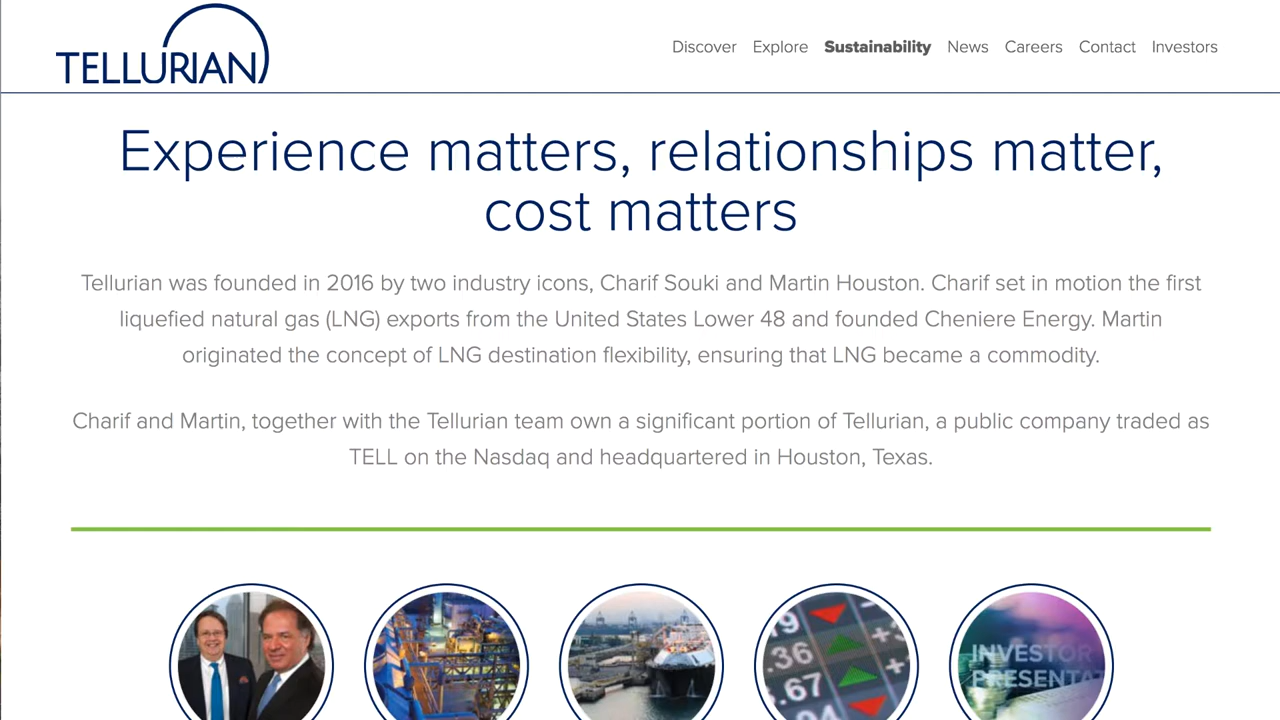 TELLURIAN
Discover Explore Sustainability News Careers Contact Investors
Experience matters, relationships matter,
cost matters
Tellurian was founded in 2016 by two industry icons, Charif Souki and Martin Houston. Charif set in motion the first
liquefied natural gas (LNG) exports from the United States Lower 48 and founded Cheniere Energy. Martin
originated the concept of LNG destination flexibility, ensuring that LNG became a commodity.
Charif and Martin, together with the Tellurian team own a significant portion of Tellurian, a public company traded as
TELL on the Nasdaq and headquartered in Houston, Texas.
.36
.67
INVESTOR